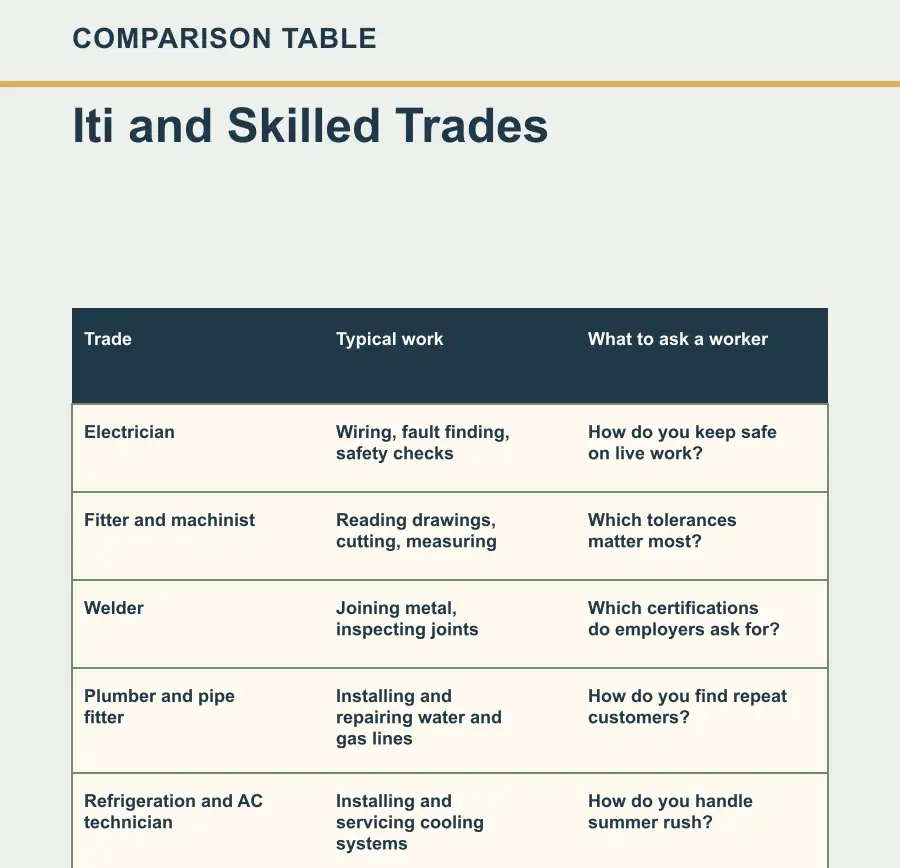 COMPARISON TABLE
Iti and Skilled Trades
Trade
Typical work
What to ask a worker
Electrician
Wiring, fault finding,
safety checks
How do you keep safe
on live work?
Fitter and machinist
Reading drawings,
cutting, measuring
Which tolerances
matter most?
Welder
Joining metal,
inspecting joints
Which certifications
do employers ask for?
Plumber and pipe
fitter
Installing and
repairing water and
gas lines
How do you find repeat
customers?
Refrigeration and AC
technician
Installing and
servicing cooling
systems
How do you handle
summer rush?